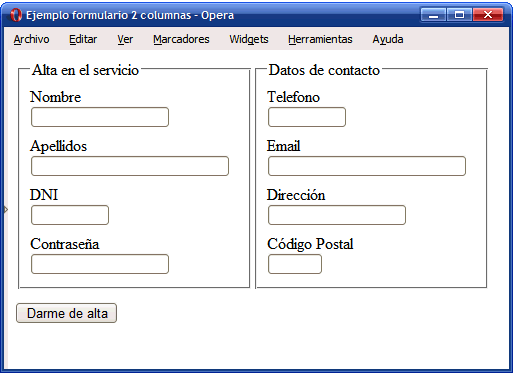 Ejemplo formulario 2 columnas - Opera
Archivo Editar Ver Marcadores Widgets Herramientas Ayuda
Alta en el servicio
Nombre
Apellidos
DNI
Contraseña
Datos de contacto
Telefono
Email
Dirección
Código Postal
Darme de alta